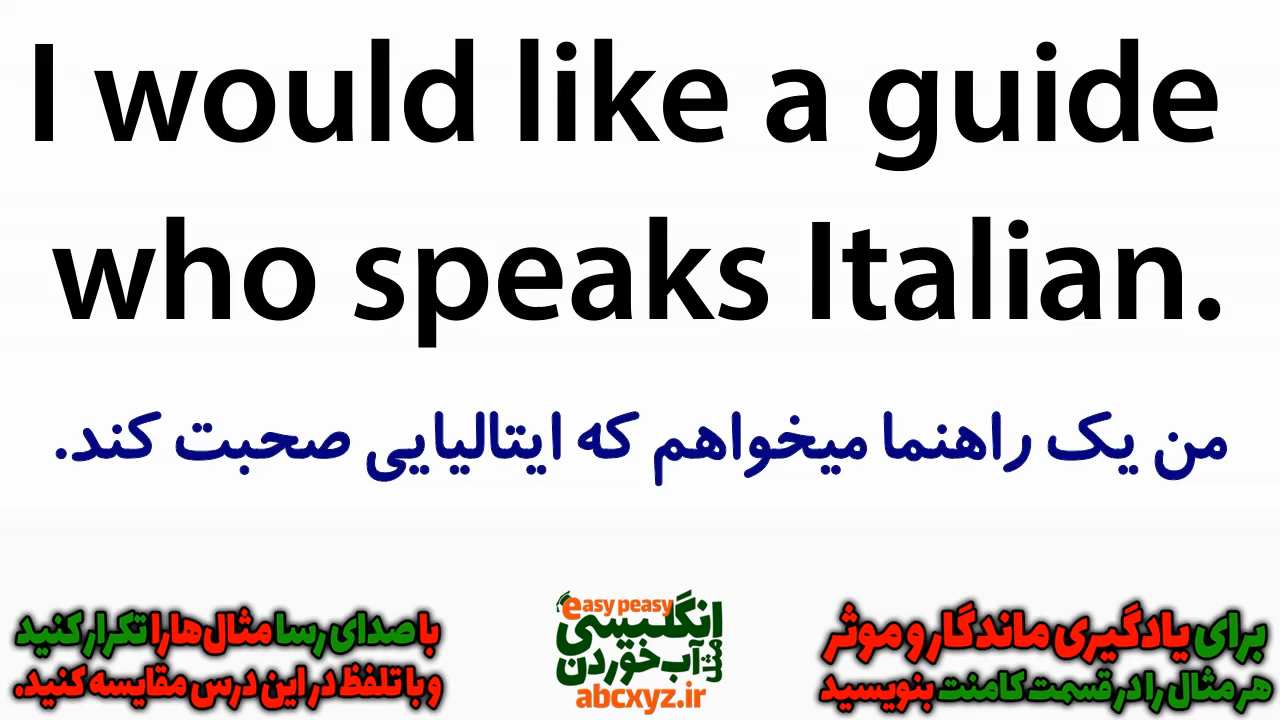 I would like a guide
who speaks Italian.
من یک راهنما میخواهم که ایتالیایی صحبت کند.
برای یادگیری ماندگار و موثر
هر مثال را در قسمت کامنت بنویسید
easy peasy
انگلیسی
مثل آب خوردن
abcxyz.ir
با صدای رسا مثال‌ها را تکرار کنید
و با تلفظ در این درس مقایسه کنید.